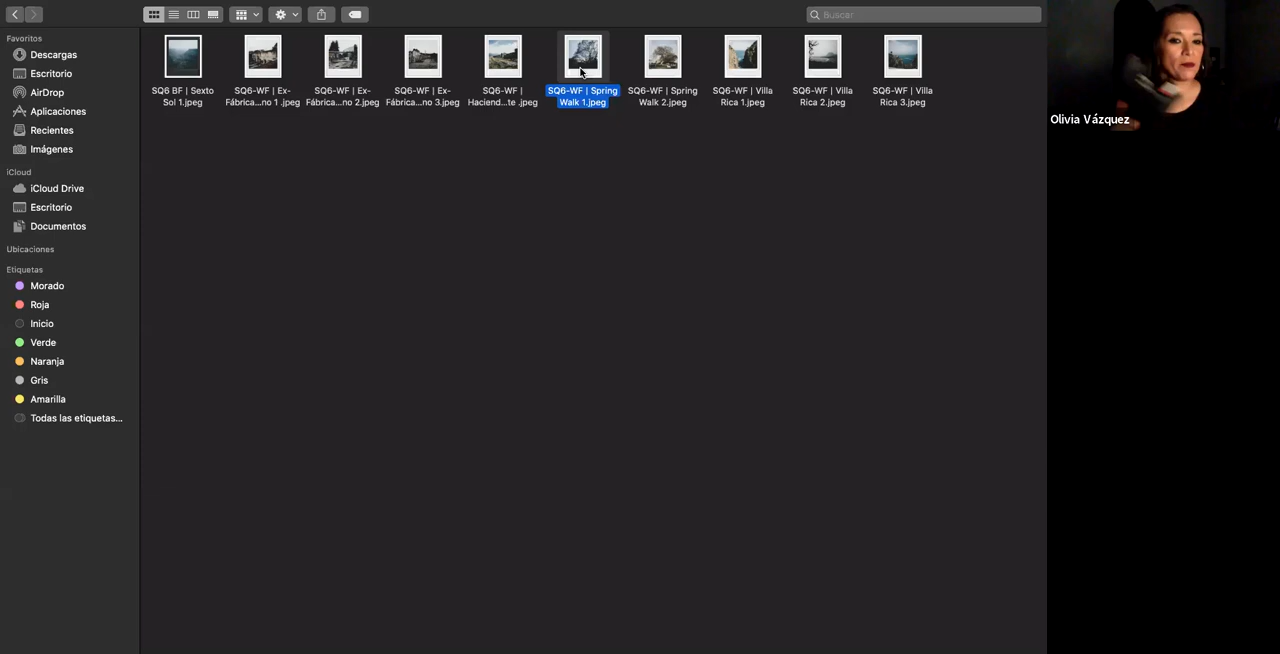 Buscar
Favoritos
Descargas
Escritorio
AirDrop
Aplicaciones
Recientes
Imágenes
iCloud
iCloud Drive
Escritorio
Documentos
Ubicaciones
Etiquetas
Morado
Roja
Inicio
Verde
Naranja
Gris
Amarilla
Todas las etiquetas...
SQ6 BF | Sexto
Sol 1.jpeg
SQ6-WF | Ex-
Fábrica...no 1 .jpeg
SQ6-WF | Ex-
Fábrica...no 2.jpeg
SQ6-WF | Ex-
Fábrica...no 3.jpeg
SQ6-WF |
Haciend...te .jpeg
SQ6-WF | Spring
Walk 1.jpeg
SQ6-WF | Spring
Walk 2.jpeg
SQ6-WF | Villa
Rica 1.jpeg
SQ6-WF | Villa
Rica 2.jpeg
SQ6-WF | Villa
Rica 3.jpeg
Olivia Vázquez